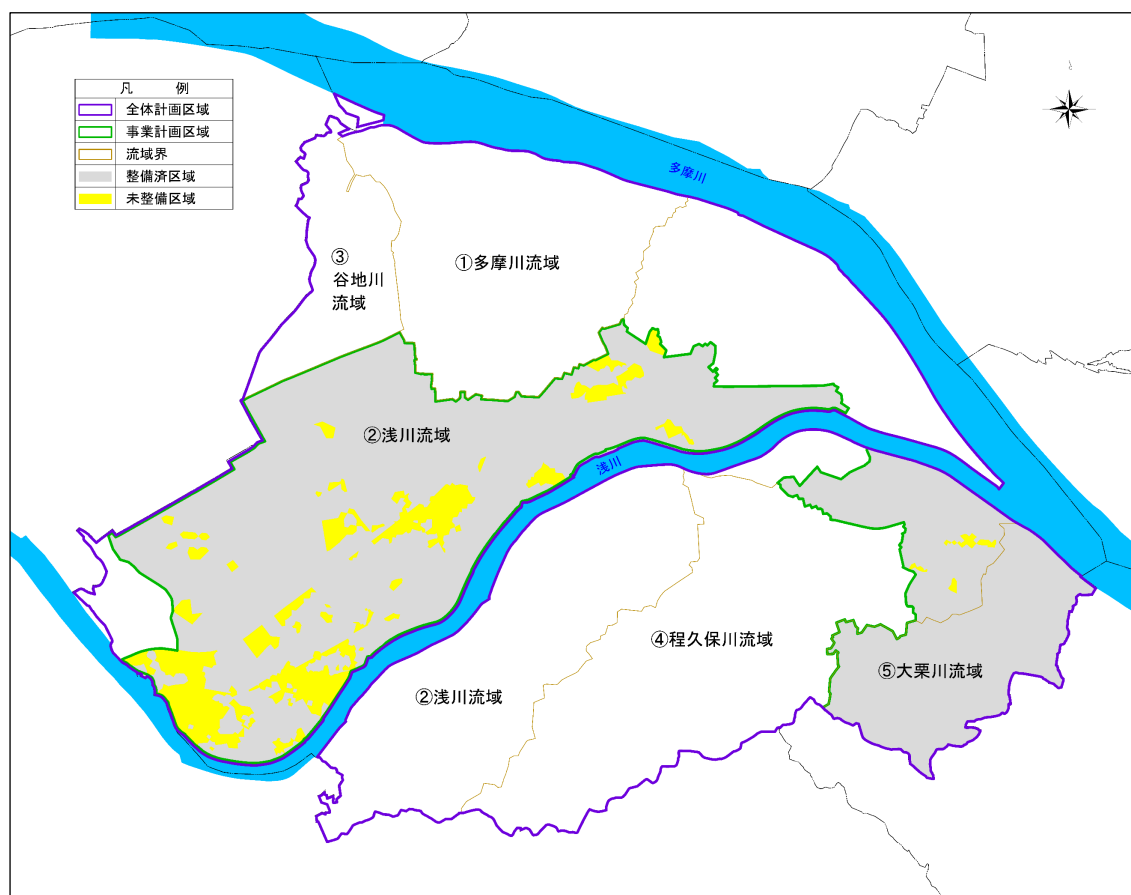 凡 例
全体計画区域
事業計画区域
流域界
整備済区域
未整備区域
多摩川
③
谷地川
流域
①多摩川流域
②浅川流域
浅川
④程久保川流域
②浅川流域
⑤大栗川流域